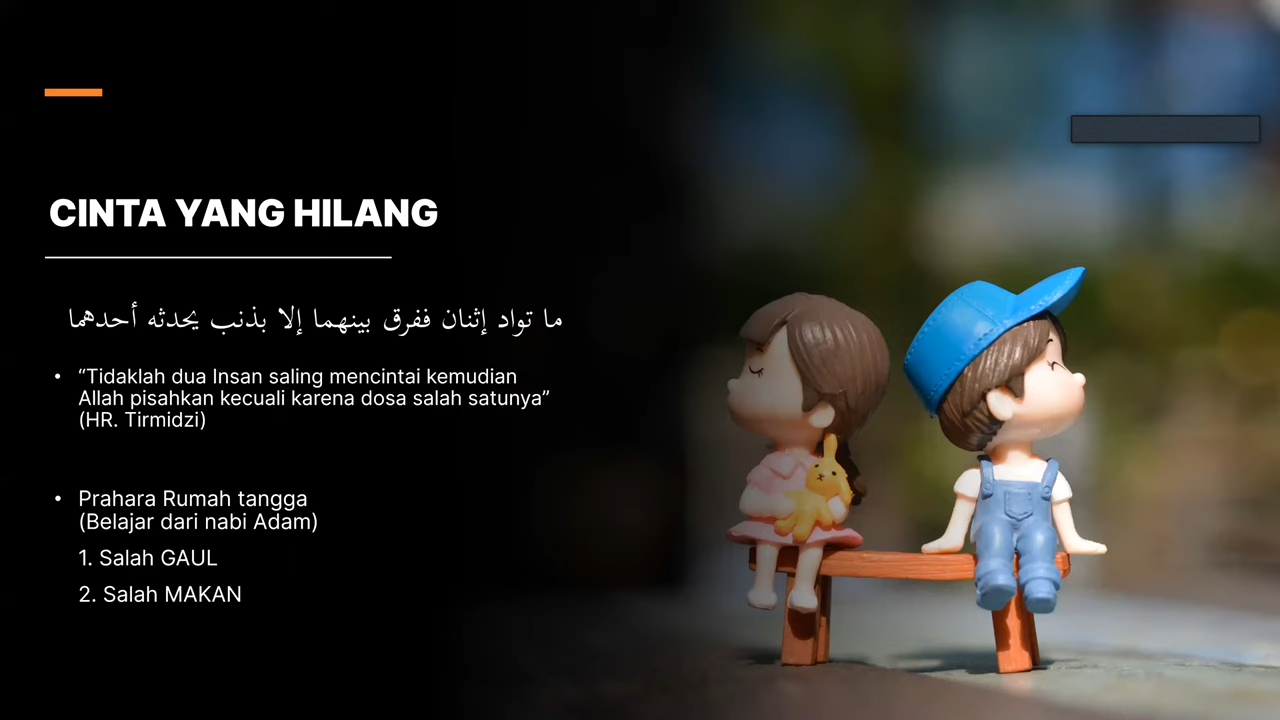 CINTA YANG HILANG
ما تواد إثنان ففرق بينهما إلا بذنب يحدثه أحدهما
• “Tidaklah dua Insan saling mencintai kemudian
Allah pisahkan kecuali karena dosa salah satunya”
(HR. Tirmidzi)
• Prahara Rumah tangga
(Belajar dari nabi Adam)
1. Salah GAUL
2. Salah MAKAN